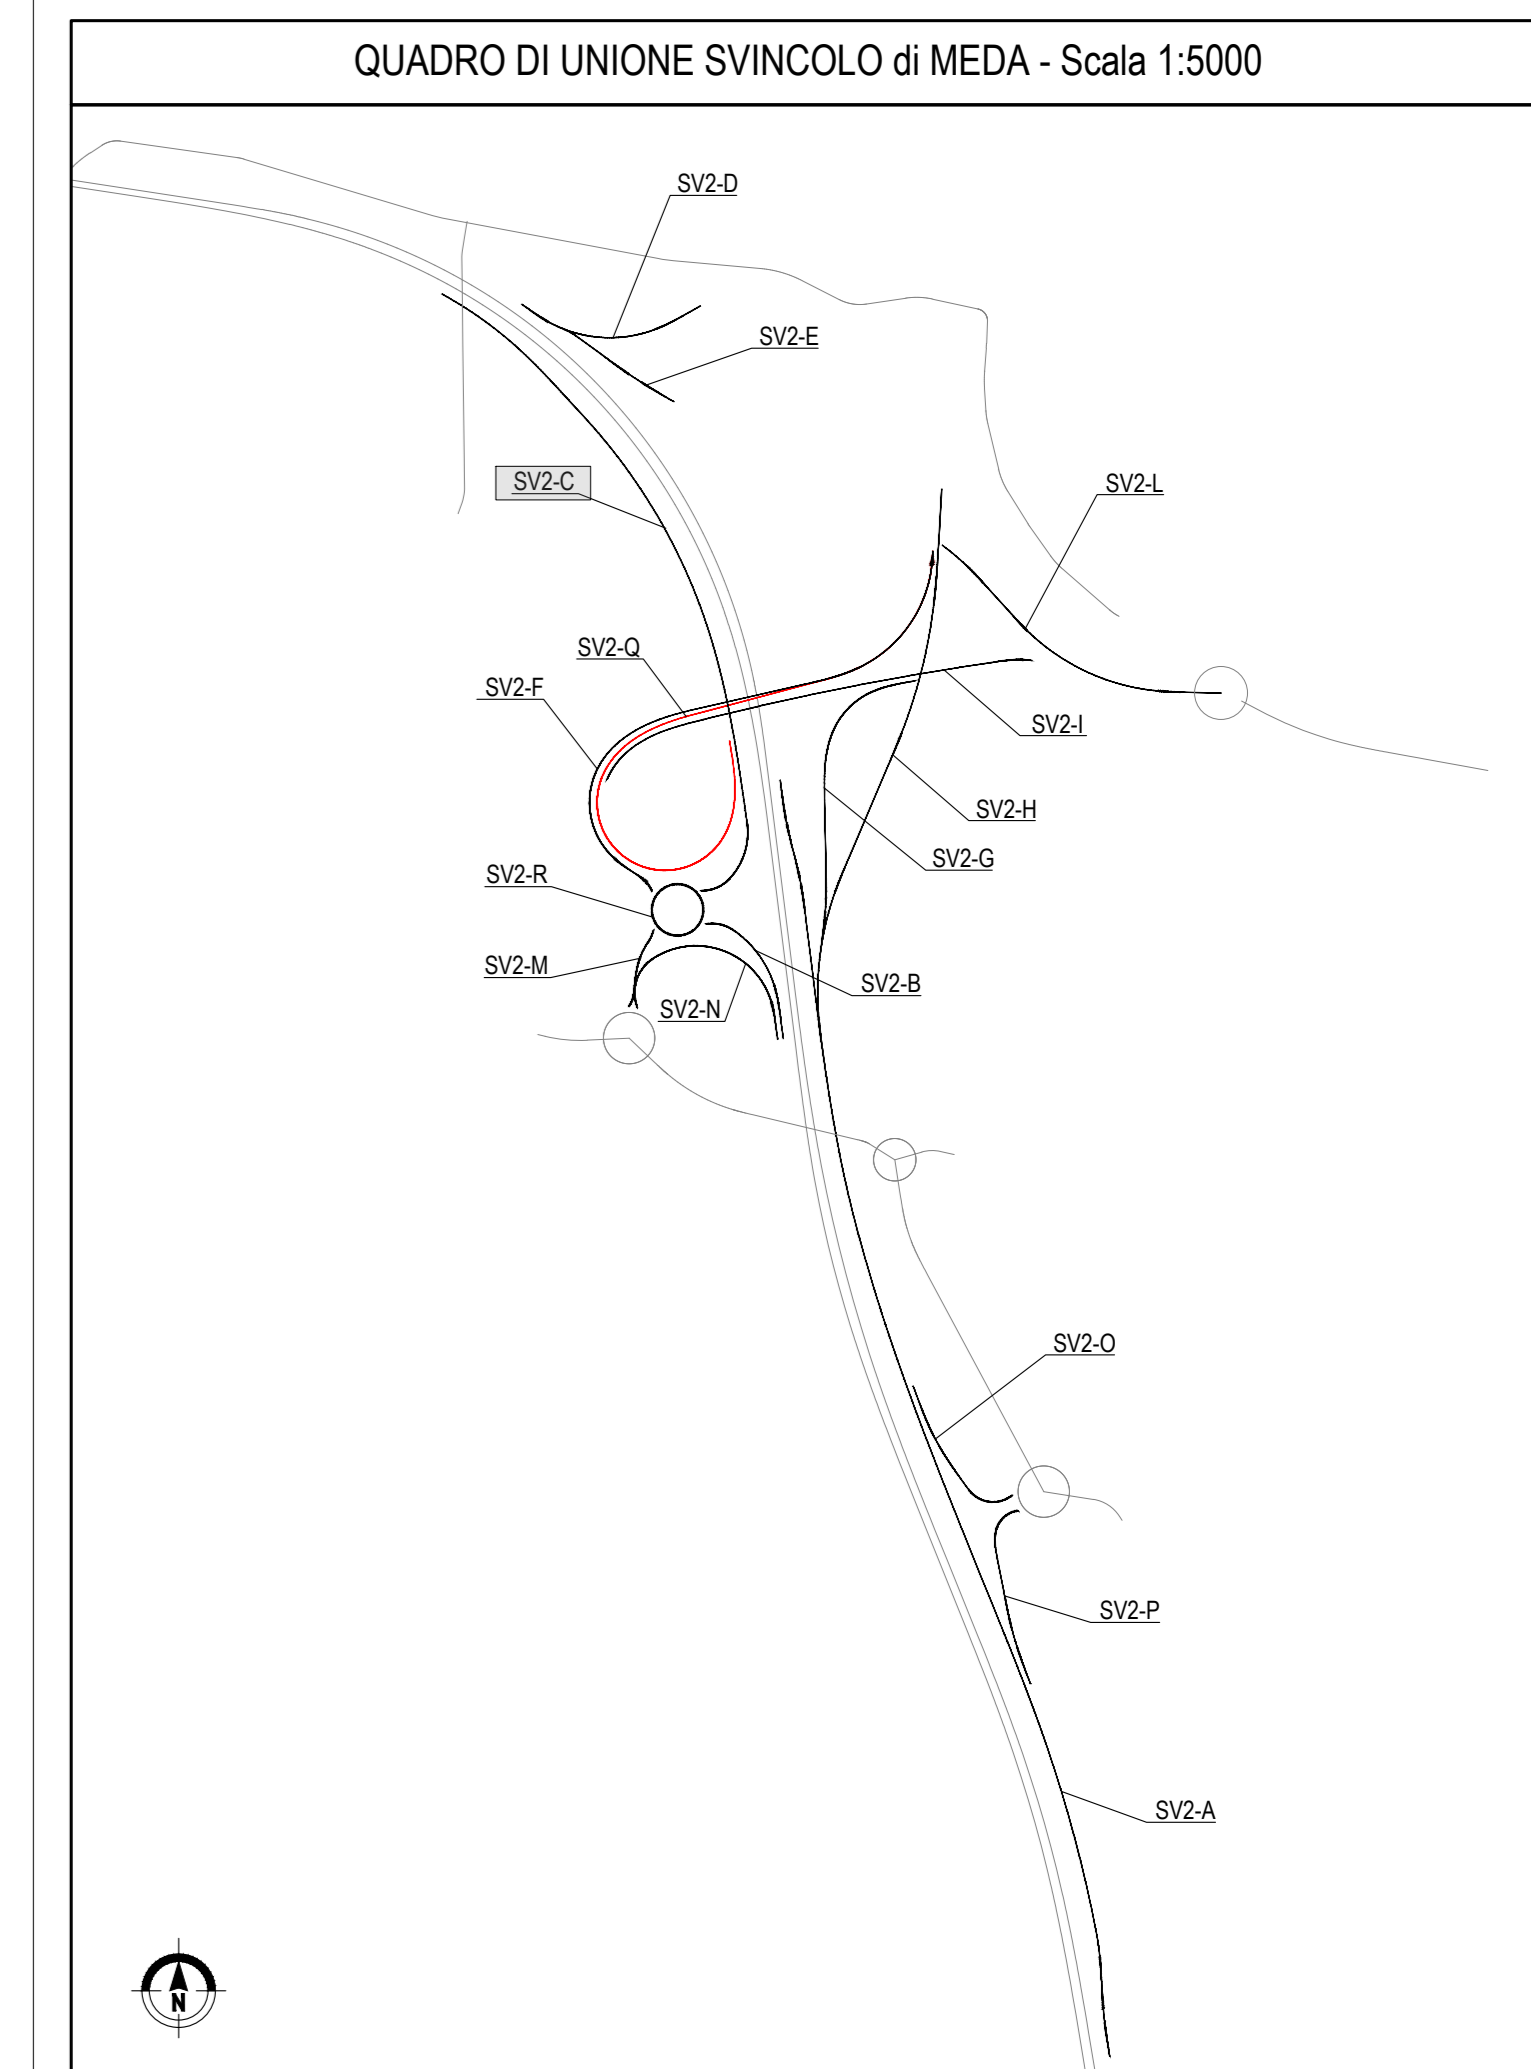 QUADRO DI UNIONE SVINCOLO di MEDA - Scala 1:5000
SV2-D
SV2-E
SV2-C
SV2-L
SV2-Q
SV2-F
SV2-I
SV2-H
SV2-G
SV2-R
SV2-M
SV2-B
SV2-N
SV2-O
SV2-P
SV2-A
N